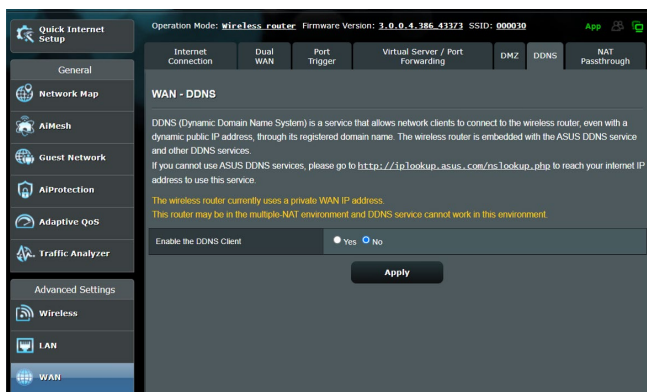 Quick Internet
Setup
Operation Mode: Wireless router Firmware Version: 3.0.0.4.386_43373 SSID: 000030
App
Internet
Connection
Dual
WAN
Port
Trigger
Virtual Server / Port
Forwarding
DMZ
DDNS
NAT
Passthrough
General
Network Map
AiMesh
Guest Network
AiProtection
Adaptive QoS
Traffic Analyzer
Advanced Settings
Wireless
LAN
WAN
WAN - DDNS
DDNS (Dynamic Domain Name System) is a service that allows network clients to connect to the wireless router, even with a
dynamic public IP address, through its registered domain name. The wireless router is embedded with the ASUS DDNS service
and other DDNS services.
If you cannot use ASUS DDNS services, please go to http://iplookup.asus.com/nslookup.php to reach your internet IP
address to use this service.
The wireless router currently uses a private WAN IP
address.
This router may be in the multiple-NAT environment and DDNS service cannot work in this environment.
Enable the DDNS Client Yes No
Apply